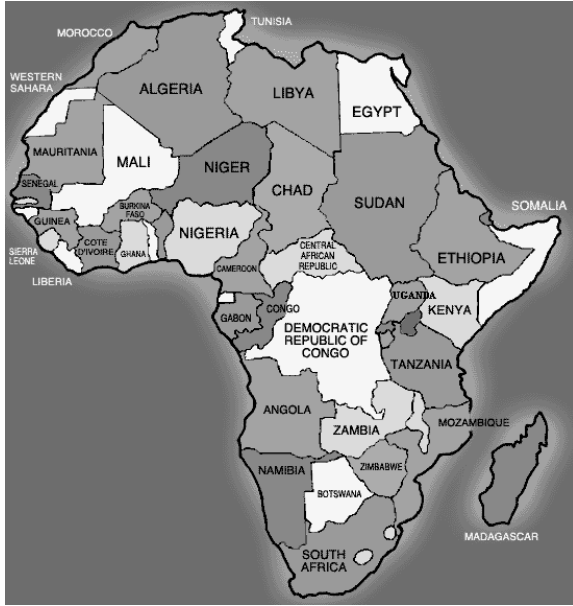 TUNISIA
MOROCCO
WESTERN
SAHARA
ALGERIA
LIBYA
EGYPT
MAURITANIA
MALI
NIGER
CHAD
SUDAN
SENEGAL
BURKINA
FASO
SOMALIA
GUINEA
NIGERIA
SIERRA
LEONE
COTE
D'IVOIRE
GHANA
LIBERIA
CENTRAL
AFRICAN
REPUBLIC
ETHIOPIA
CAMEROON
UGANDA
KENYA
GABON
CONGO
DEMOCRATIC
REPUBLIC OF
CONGO
TANZANIA
ANGOLA
ZAMBIA
MOZAMBIQUE
NAMIBIA
ZIMBABWE
BOTSWANA
MADAGASCAR
SOUTH
AFRICA